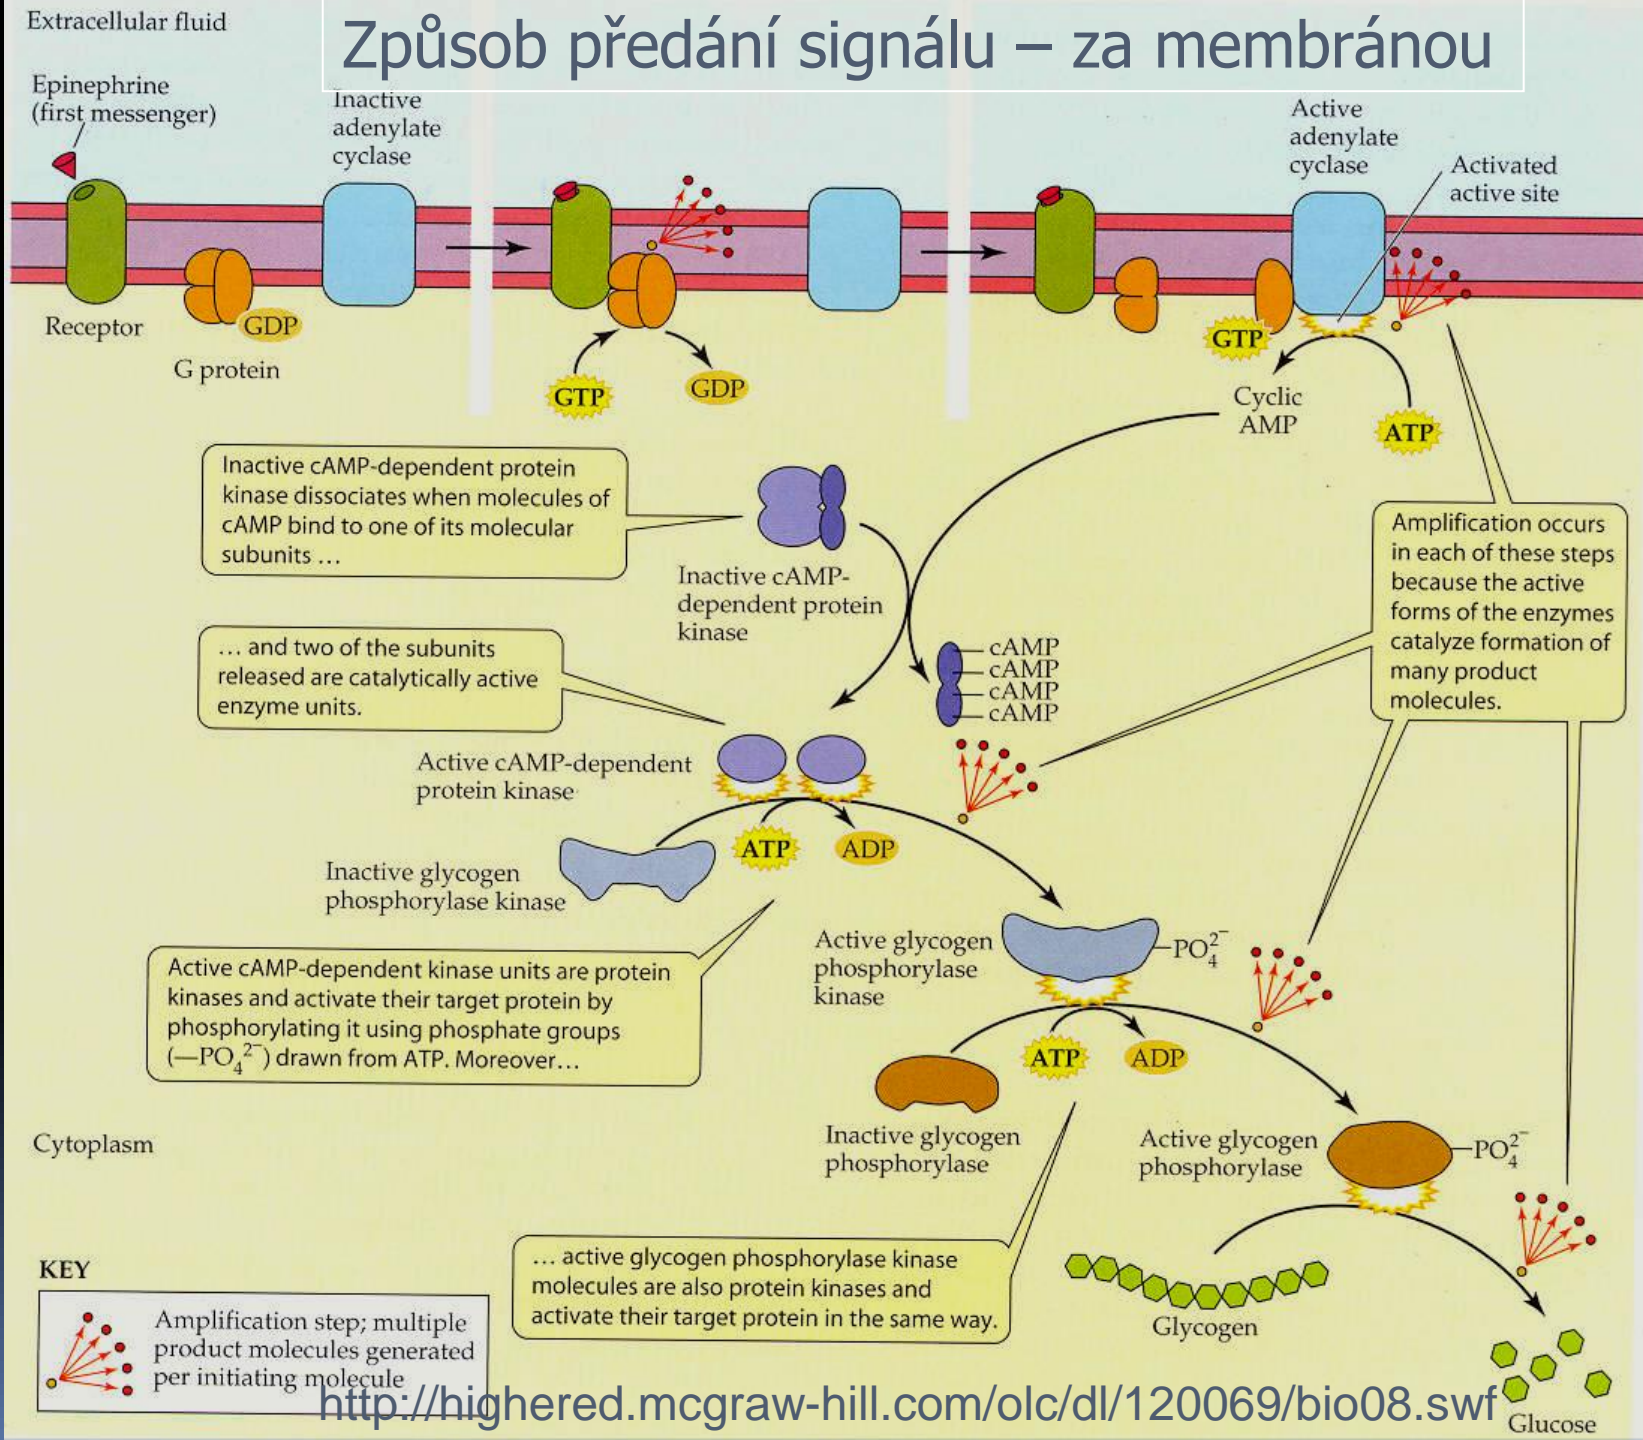 Způsob předání signálu – za membránou
Extracellular fluid
Epinephrine
(first messenger)
Inactive
adenylate
cyclase
Active
adenylate
cyclase
Activated
active site
Receptor
GDP
G protein
GTP
GDP
GTP
Cyclic
AMP
ATP
Inactive cAMP-dependent protein
kinase dissociates when molecules of
cAMP bind to one of its molecular
subunits …
Inactive cAMP-
dependent protein
kinase
Amplification occurs
in each of these steps
because the active
forms of the enzymes
catalyze formation of
many product
molecules.
… and two of the subunits
released are catalytically active
enzyme units.
cAMP
cAMP
cAMP
cAMP
Active cAMP-dependent
protein kinase
ATP
ADP
Inactive glycogen
phosphorylase kinase
Active glycogen
phosphorylase
kinase
PO₄²⁻
Active cAMP-dependent kinase units are protein
kinases and activate their target protein by
phosphorylating it using phosphate groups
(—PO₄²⁻) drawn from ATP. Moreover…
ATP
ADP
Inactive glycogen
phosphorylase
Active glycogen
phosphorylase
PO₄²⁻
Cytoplasm
… active glycogen phosphorylase kinase
molecules are also protein kinases and
activate their target protein in the same way.
Glycogen
Glucose
KEY
Amplification step; multiple
product molecules generated
per initiating molecule
http://highered.mcgraw-hill.com/olc/dl/120069/bio08.swf